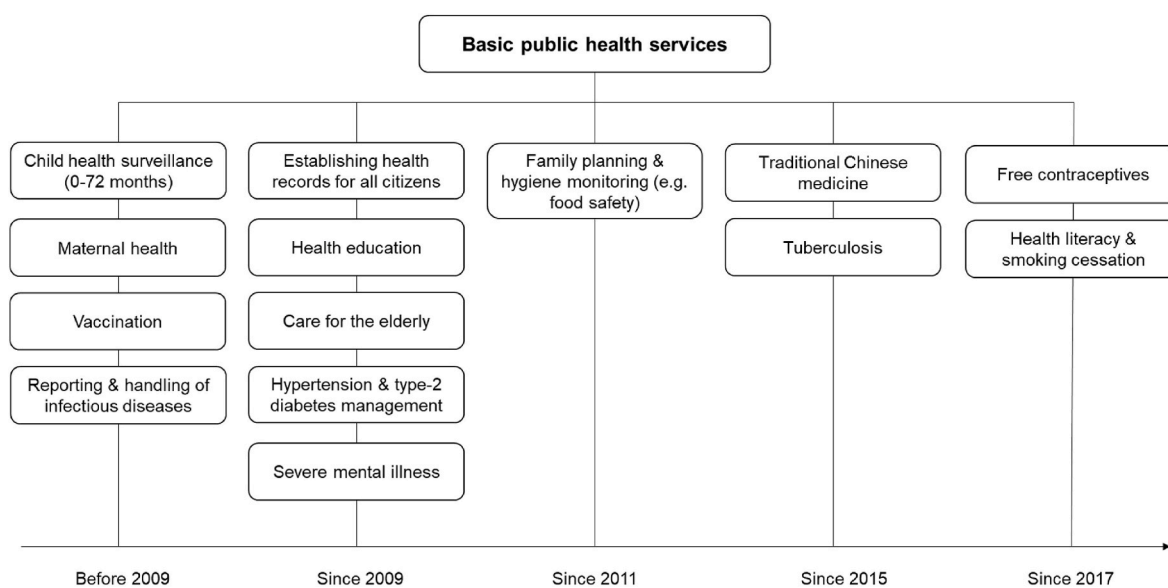 Basic public health services
Child health surveillance
(0-72 months)
Maternal health
Vaccination
Reporting & handling of
infectious diseases
Establishing health
records for all citizens
Health education
Care for the elderly
Hypertension & type-2
diabetes management
Severe mental illness
Family planning &
hygiene monitoring (e.g.
food safety)
Traditional Chinese
medicine
Tuberculosis
Free contraceptives
Health literacy &
smoking cessation
Before 2009
Since 2009
Since 2011
Since 2015
Since 2017